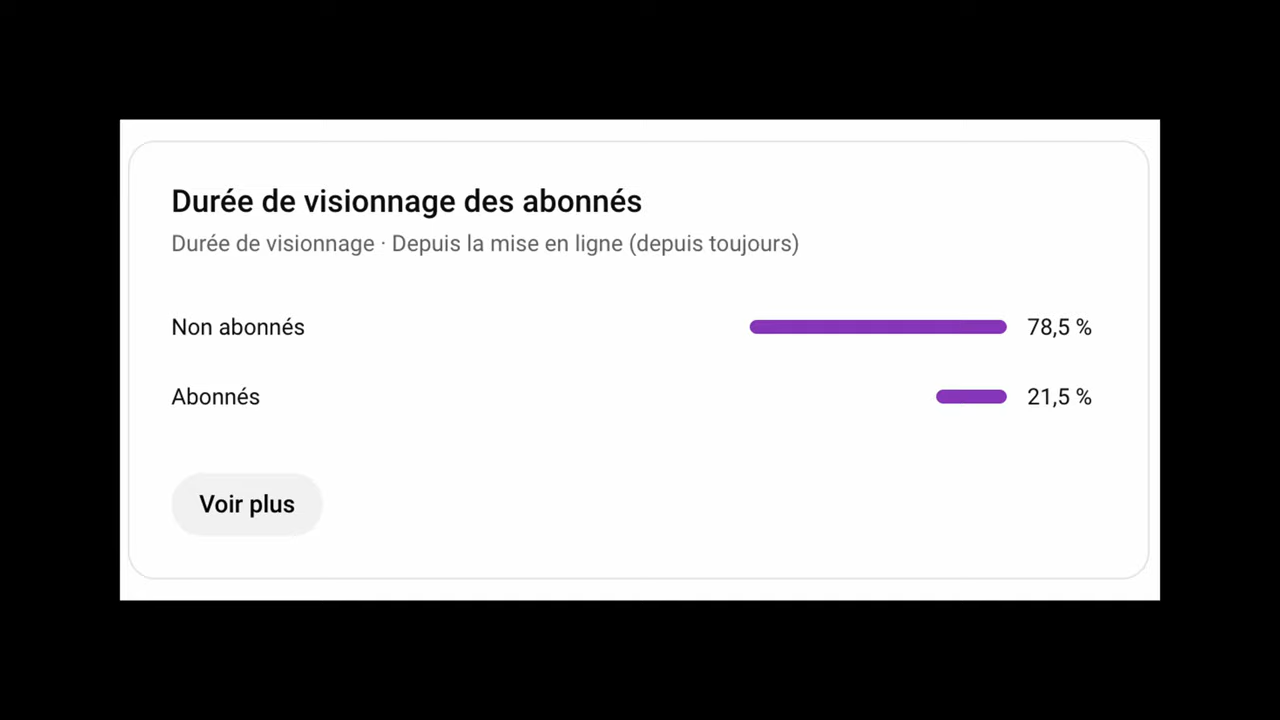 Durée de visionnage des abonnés
Durée de visionnage · Depuis la mise en ligne (depuis toujours)
Non abonnés 78,5 %
Abonnés 21,5 %
Voir plus